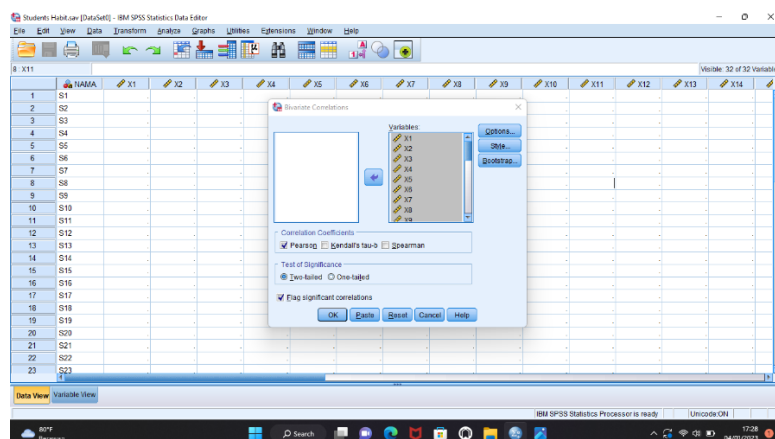 Students Habit.sav [DataSet0] - IBM SPSS Statistics Data Editor
File Edit View Data Transform Analyze Graphs Utilities Extensions Window Help
8 : X11
Visible: 32 of 32 Variable
NAMA X1 X2 X3 X4 X5 X6 X7 X8 X9 X10 X11 X12 X13 X14
1 S1
2 S2
3 S3
4 S4
5 S5
6 S6
7 S7
8 S8
9 S9
10 S10
11 S11
12 S12
13 S13
14 S14
15 S15
16 S16
17 S17
18 S18
19 S19
20 S20
21 S21
22 S22
23 S23
Bivariate Correlations
Variables:
X1
X2
X3
X4
X5
X6
X7
X8
X9
Options...
Style...
Bootstrap...
Correlation Coefficients
Pearson Kendall's tau-b Spearman
Test of Significance
Two-tailed One-tailed
Flag significant correlations
OK Paste Reset Cancel Help
Data View Variable View
IBM SPSS Statistics Processor is ready Unicode:ON
80°F
Search
17:28
04/01/2023